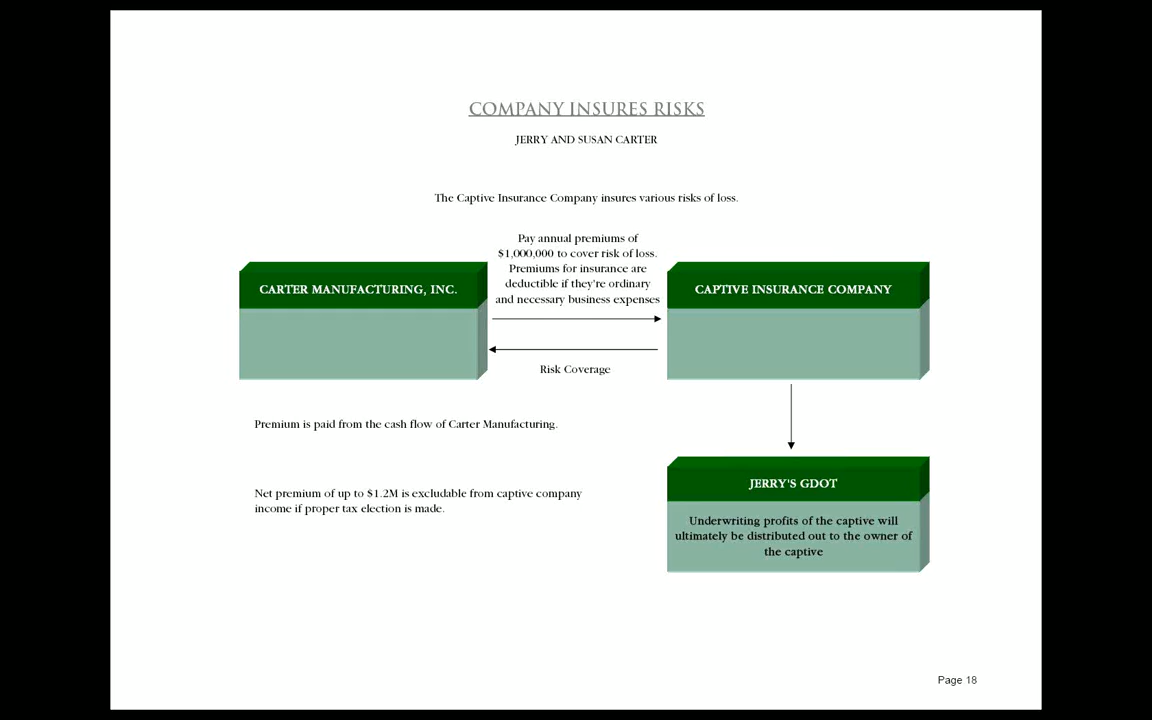 COMPANY INSURES RISKS
JERRY AND SUSAN CARTER
The Captive Insurance Company insures various risks of loss.
Pay annual premiums of
$1,000,000 to cover risk of loss.
Premiums for insurance are
deductible if they're ordinary
and necessary business expenses
CARTER MANUFACTURING, INC.
CAPTIVE INSURANCE COMPANY
Risk Coverage
Premium is paid from the cash flow of Carter Manufacturing.
Net premium of up to $1.2M is excludable from captive company
income if proper tax election is made.
JERRY'S GDOT
Underwriting profits of the captive will
ultimately be distributed out to the owner of
the captive
Page 18